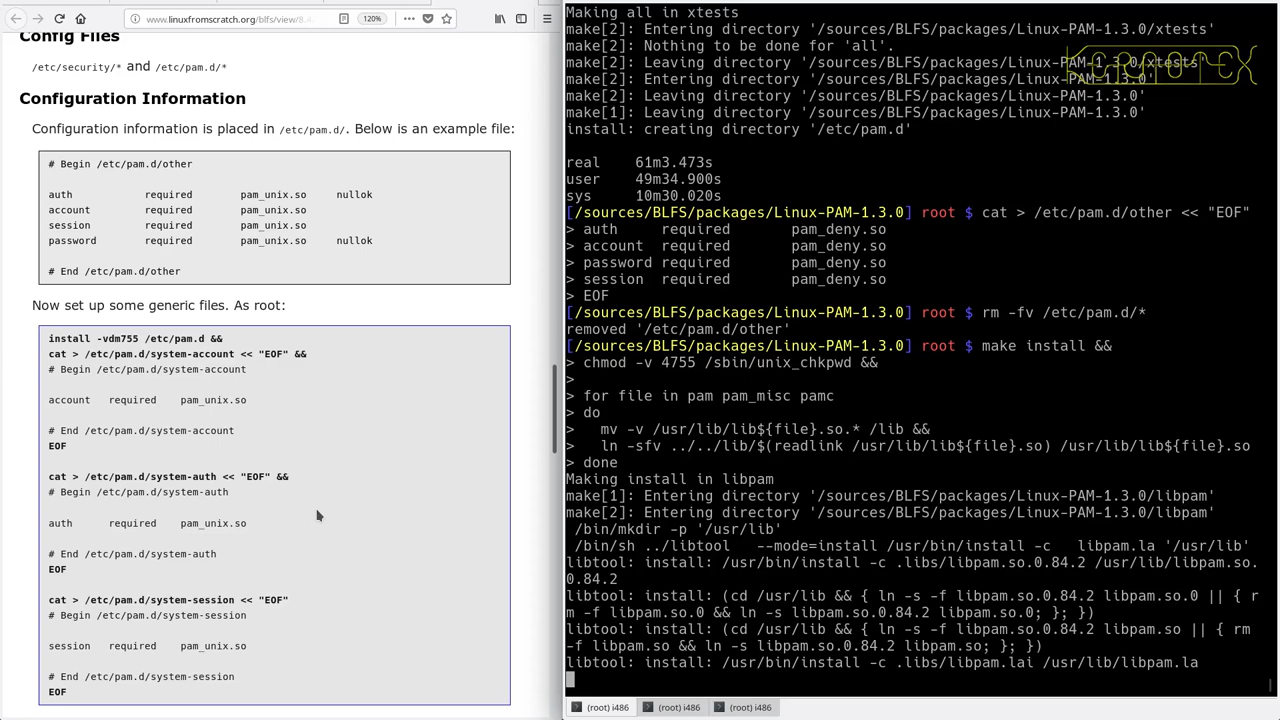 www.linuxfromscratch.org/blfs/view/8.4
120%
Config Files
/etc/security/* and /etc/pam.d/*
Configuration Information
Configuration information is placed in /etc/pam.d/. Below is an example file:
# Begin /etc/pam.d/other
auth required pam_unix.so nullok
account required pam_unix.so
session required pam_unix.so
password required pam_unix.so nullok
# End /etc/pam.d/other
Now set up some generic files. As root:
install -vdm755 /etc/pam.d &&
cat > /etc/pam.d/system-account << "EOF" &&
# Begin /etc/pam.d/system-account
account required pam_unix.so
# End /etc/pam.d/system-account
EOF
cat > /etc/pam.d/system-auth << "EOF" &&
# Begin /etc/pam.d/system-auth
auth required pam_unix.so
# End /etc/pam.d/system-auth
EOF
cat > /etc/pam.d/system-session << "EOF"
# Begin /etc/pam.d/system-session
session required pam_unix.so
# End /etc/pam.d/system-session
EOF
Making all in xtests
make[2]: Entering directory '/sources/BLFS/packages/Linux-PAM-1.3.0/xtests'
make[2]: Nothing to be done for 'all'.
make[2]: Leaving directory '/sources/BLFS/packages/Linux-PAM-1.3.0/xtests'
make[2]: Entering directory '/sources/BLFS/packages/Linux-PAM-1.3.0'
make[2]: Leaving directory '/sources/BLFS/packages/Linux-PAM-1.3.0'
make[1]: Leaving directory '/sources/BLFS/packages/Linux-PAM-1.3.0'
install: creating directory '/etc/pam.d'
real 61m3.473s
user 49m34.900s
sys 10m30.020s
[/sources/BLFS/packages/Linux-PAM-1.3.0] root $ cat > /etc/pam.d/other << "EOF"
> auth required pam_deny.so
> account required pam_deny.so
> password required pam_deny.so
> session required pam_deny.so
> EOF
[/sources/BLFS/packages/Linux-PAM-1.3.0] root $ rm -fv /etc/pam.d/*
removed '/etc/pam.d/other'
[/sources/BLFS/packages/Linux-PAM-1.3.0] root $ make install &&
> chmod -v 4755 /sbin/unix_chkpwd &&
>
> for file in pam pam_misc pamc
> do
> mv -v /usr/lib/lib${file}.so.* /lib &&
> ln -sfv ../../lib/$(readlink /usr/lib/lib${file}.so) /usr/lib/lib${file}.so
> done
Making install in libpam
make[1]: Entering directory '/sources/BLFS/packages/Linux-PAM-1.3.0/libpam'
make[2]: Entering directory '/sources/BLFS/packages/Linux-PAM-1.3.0/libpam'
/bin/mkdir -p '/usr/lib'
/bin/sh ../libtool --mode=install /usr/bin/install -c libpam.la '/usr/lib'
libtool: install: /usr/bin/install -c .libs/libpam.so.0.84.2 /usr/lib/libpam.so.
0.84.2
libtool: install: (cd /usr/lib && { ln -s -f libpam.so.0.84.2 libpam.so.0 || { r
m -f libpam.so.0 && ln -s libpam.so.0.84.2 libpam.so.0; }; })
libtool: install: (cd /usr/lib && { ln -s -f libpam.so.0.84.2 libpam.so || { rm
-f libpam.so && ln -s libpam.so.0.84.2 libpam.so; }; })
libtool: install: /usr/bin/install -c .libs/libpam.lai /usr/lib/libpam.la
(root) i486
(root) i486
(root) i486